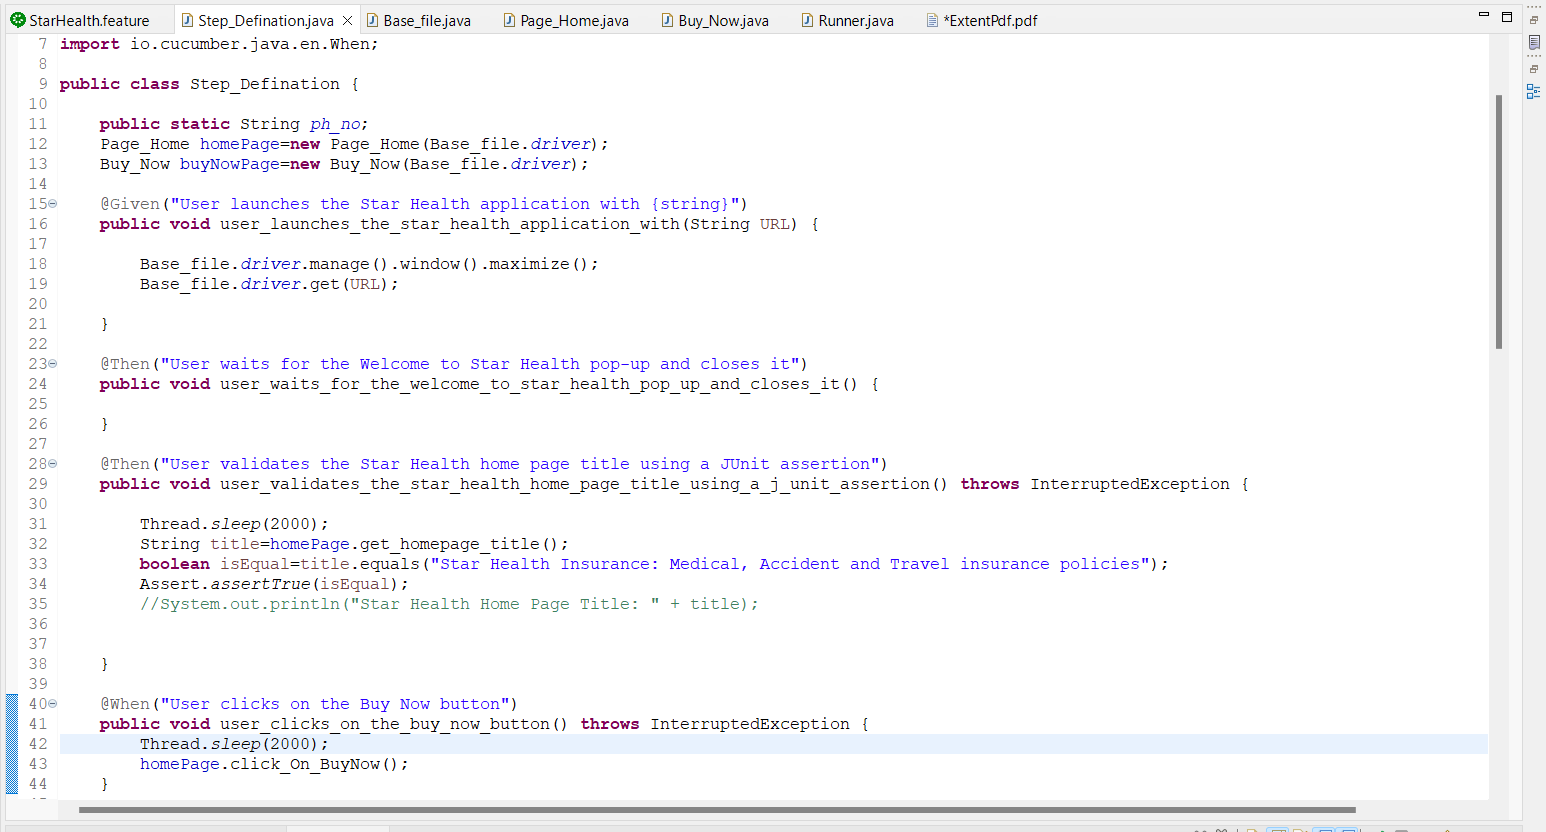 StarHealth.feature Step_Defination.java Base_file.java Page_Home.java Buy_Now.java Runner.java *ExtentPdf.pdf
7 import io.cucumber.java.en.When;
8
9 public class Step_Defination {
10
11 public static String ph_no;
12 Page_Home homePage=new Page_Home(Base_file.driver);
13 Buy_Now buyNowPage=new Buy_Now(Base_file.driver);
14
15 @Given("User launches the Star Health application with {string}")
16 public void user_launches_the_star_health_application_with(String URL) {
17
18 Base_file.driver.manage().window().maximize();
19 Base_file.driver.get(URL);
20
21 }
22
23 @Then("User waits for the Welcome to Star Health pop-up and closes it")
24 public void user_waits_for_the_welcome_to_star_health_pop_up_and_closes_it() {
25
26 }
27
28 @Then("User validates the Star Health home page title using a JUnit assertion")
29 public void user_validates_the_star_health_home_page_title_using_a_j_unit_assertion() throws InterruptedException {
30
31 Thread.sleep(2000);
32 String title=homePage.get_homepage_title();
33 boolean isEqual=title.equals("Star Health Insurance: Medical, Accident and Travel insurance policies");
34 Assert.assertTrue(isEqual);
35 //System.out.println("Star Health Home Page Title: " + title);
36
37
38 }
39
40 @When("User clicks on the Buy Now button")
41 public void user_clicks_on_the_buy_now_button() throws InterruptedException {
42 Thread.sleep(2000);
43 homePage.click_On_BuyNow();
44 }